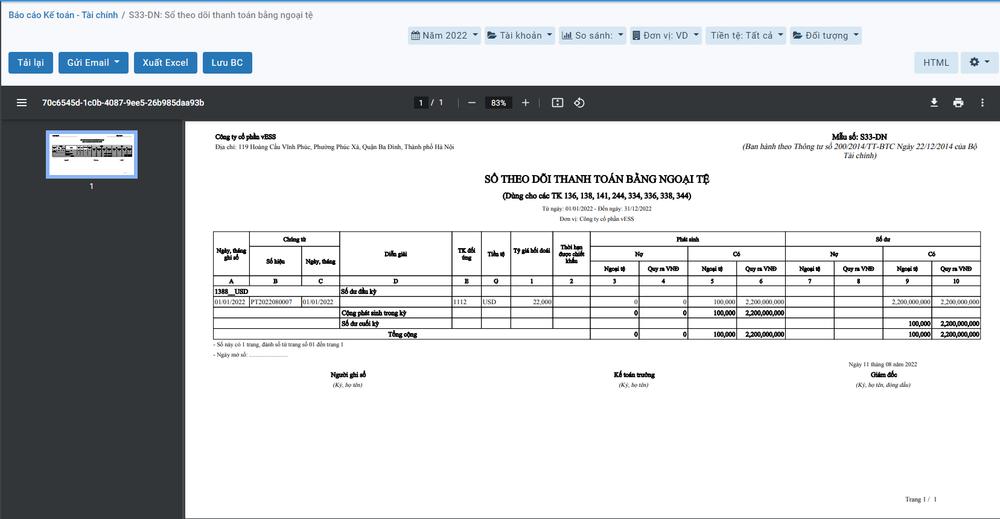 Báo cáo Kế toán - Tài chính / S33-DN: Sổ theo dõi thanh toán bằng ngoại tệ
Năm 2022 Tài khoản So sánh: Đơn vị: VD Tiền tệ: Tất cả Đối tượng
Tải lại Gửi Email Xuất Excel Lưu BC HTML
70c6545d-1c0b-4087-9ee5-26b985daa93b 1 / 1 83%
1
Công ty cổ phần vESS
Địa chỉ: 119 Hoàng Cầu Vĩnh Phúc, Phường Phúc Xá, Quận Ba Đình, Thành phố Hà Nội
Mẫu số: S33-DN
(Ban hành theo Thông tư số 200/2014/TT-BTC Ngày 22/12/2014 của Bộ
Tài chính)
SỔ THEO DÕI THANH TOÁN BẰNG NGOẠI TỆ
(Dùng cho các TK 136, 138, 141, 244, 334, 336, 338, 344)
Từ ngày: 01/01/2022 - Đến ngày: 31/12/2022
Đơn vị: Công ty cổ phần vESS
Ngày, tháng
ghi sổ
Chứng từ
Số hiệu
Ngày, tháng
Diễn giải
TK đối
ứng
Tiền tệ
Tỷ giá hối đoái
Thời hạn
được chiết
khấu
Phát sinh
Số dư
Nợ Có Nợ Có
Ngoại tệ Quy ra VNĐ Ngoại tệ Quy ra VNĐ Ngoại tệ Quy ra VNĐ Ngoại tệ Quy ra VNĐ
A B C D E G 1 2 3 4 5 6 7 8 9 10
1388__USD Số dư đầu kỳ
01/01/2022 PT2022080007 01/01/2022 1112 USD 22,000 0 0 100,000 2,200,000,000 2,200,000,000 2,200,000,000
Cộng phát sinh trong kỳ 0 0 100,000 2,200,000,000
Số dư cuối kỳ 100,000 2,200,000,000
Tổng cộng 0 0 100,000 2,200,000,000 100,000 2,200,000,000
- Sổ này có 1 trang, đánh số từ trang số 01 đến trang 1
- Ngày mở sổ: ..........................
Ngày 11 tháng 08 năm 2022
Người ghi sổ Kế toán trưởng Giám đốc
(Ký, họ tên) (Ký, họ tên) (Ký, họ tên, đóng dấu)
Trang 1 / 1